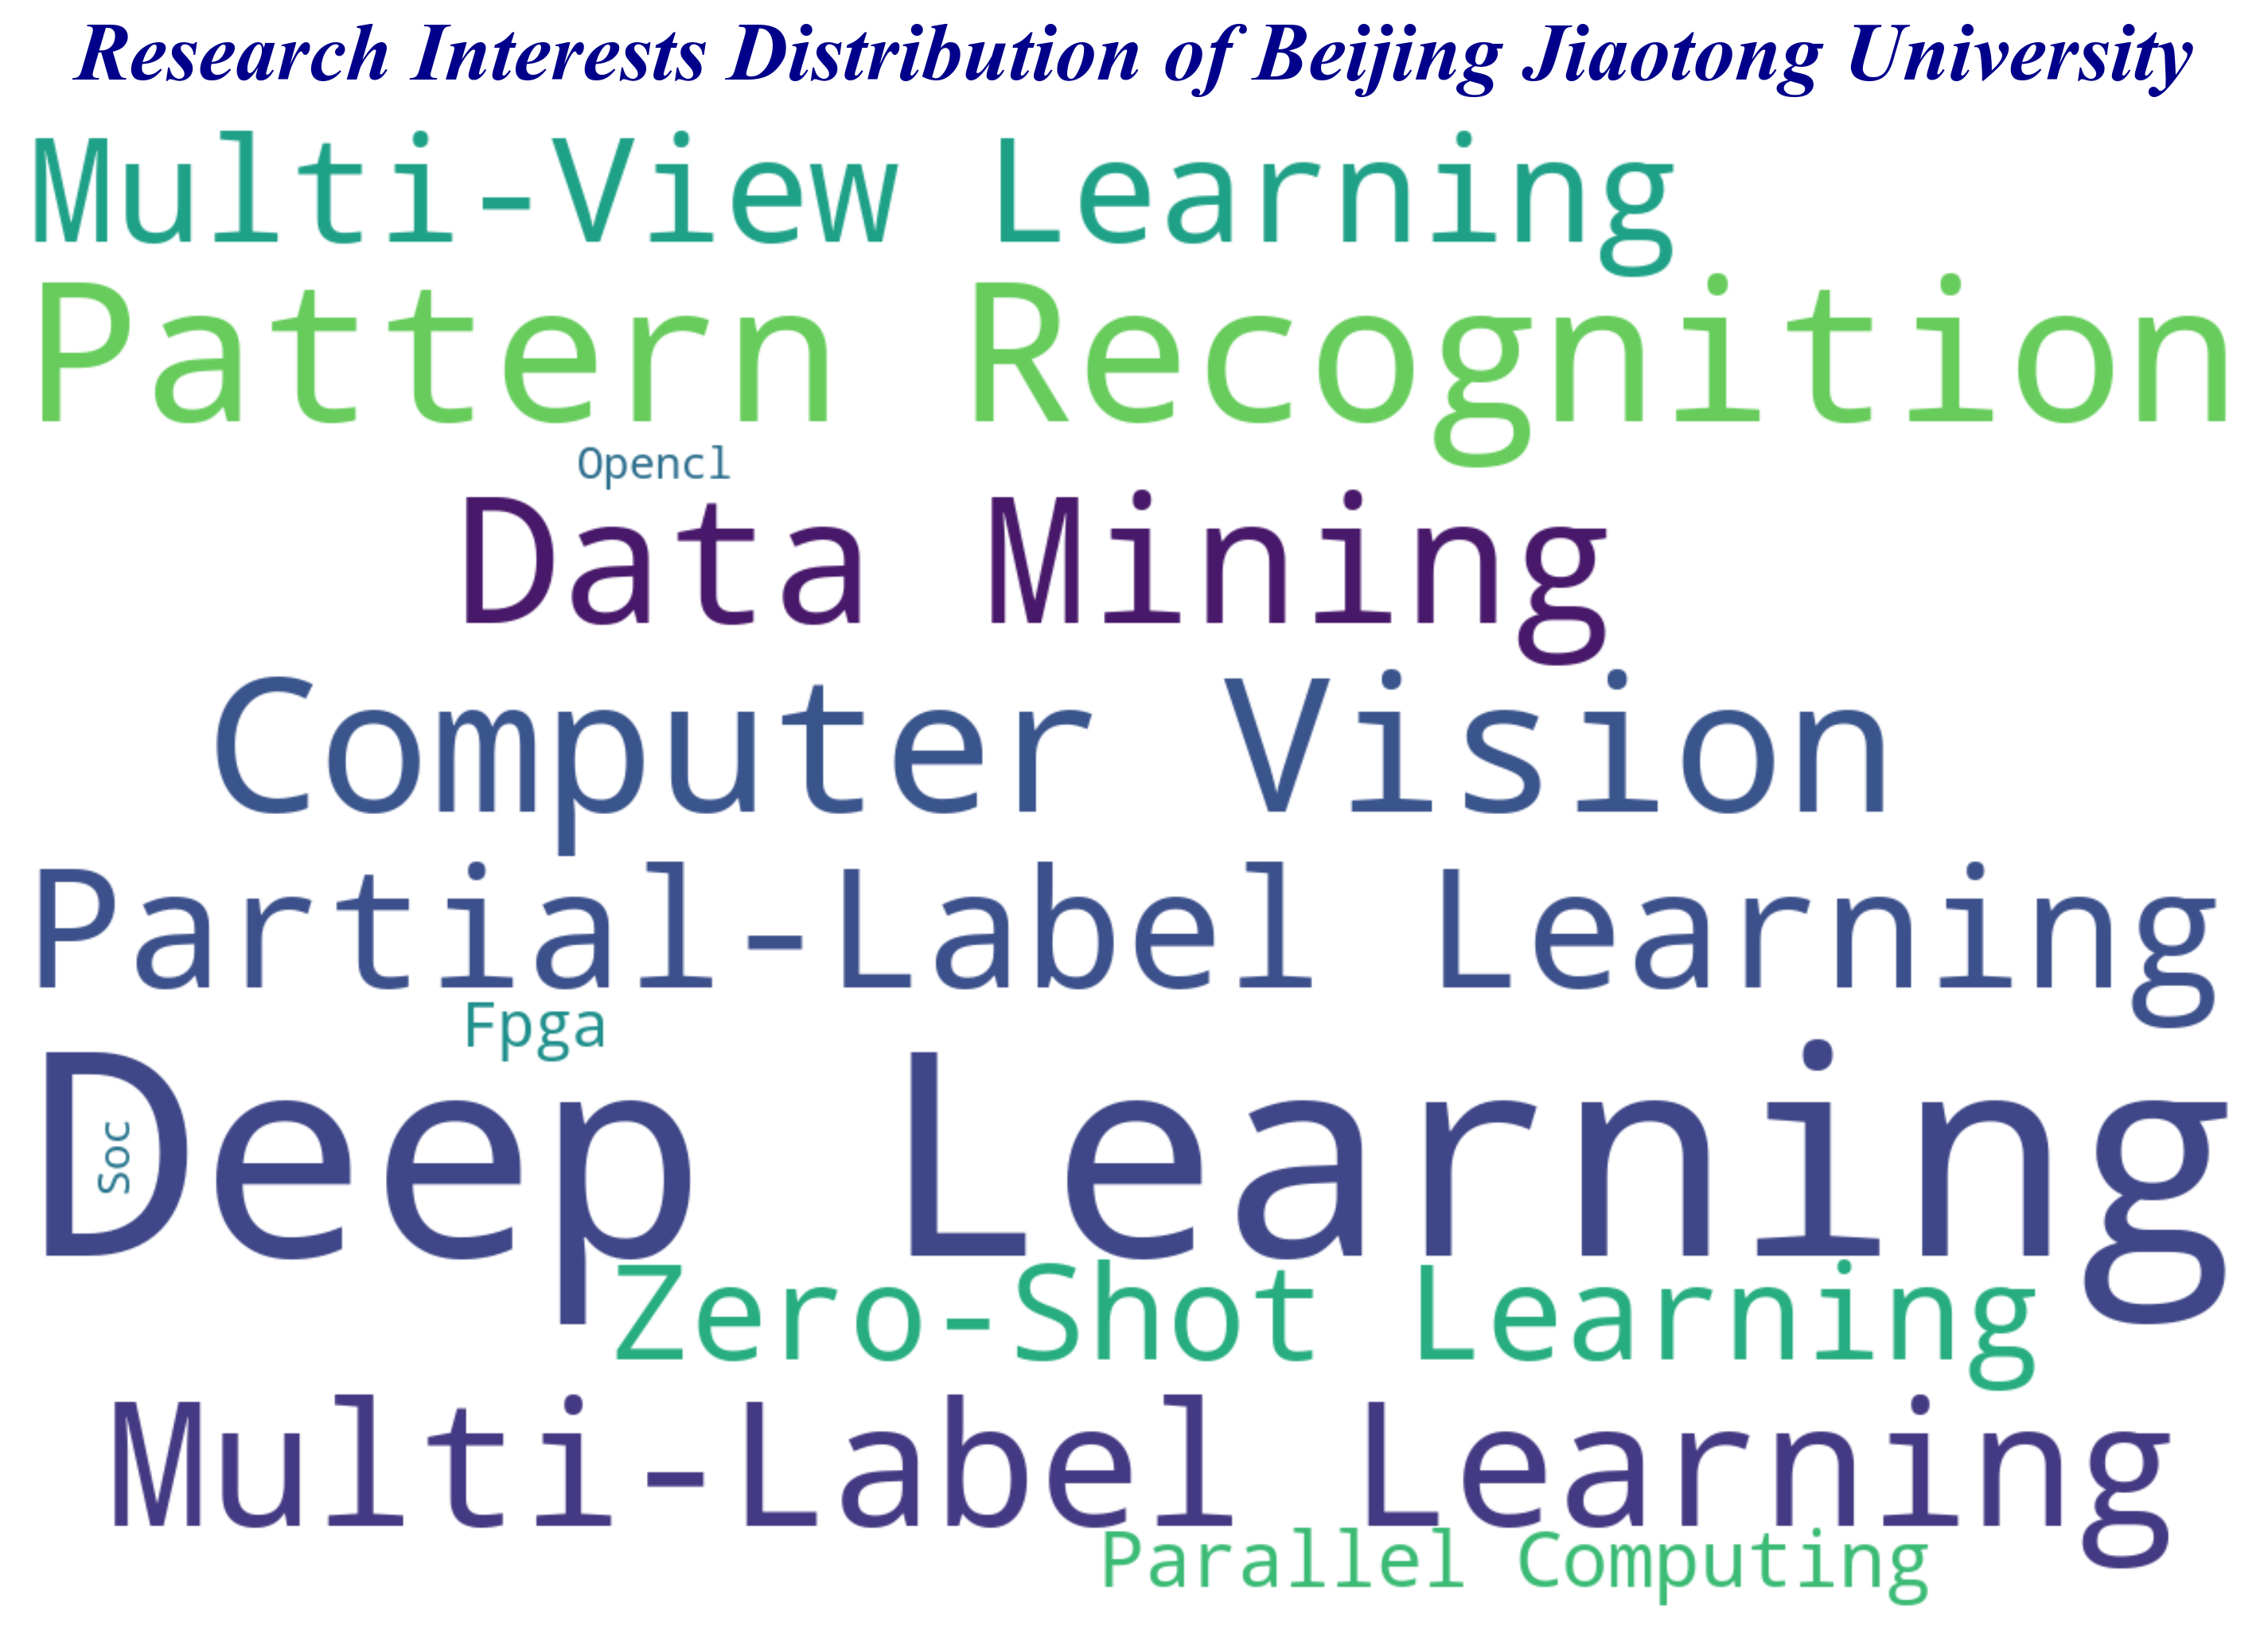 Research Interests Distribution of Beijing Jiaotong University
Multi-View Learning
Pattern Recognition
Opencl
Data Mining
Computer Vision
Partial-Label Learning
Fpga
Deep Learning
Soc
Zero-Shot Learning
Multi-Label Learning
Parallel Computing